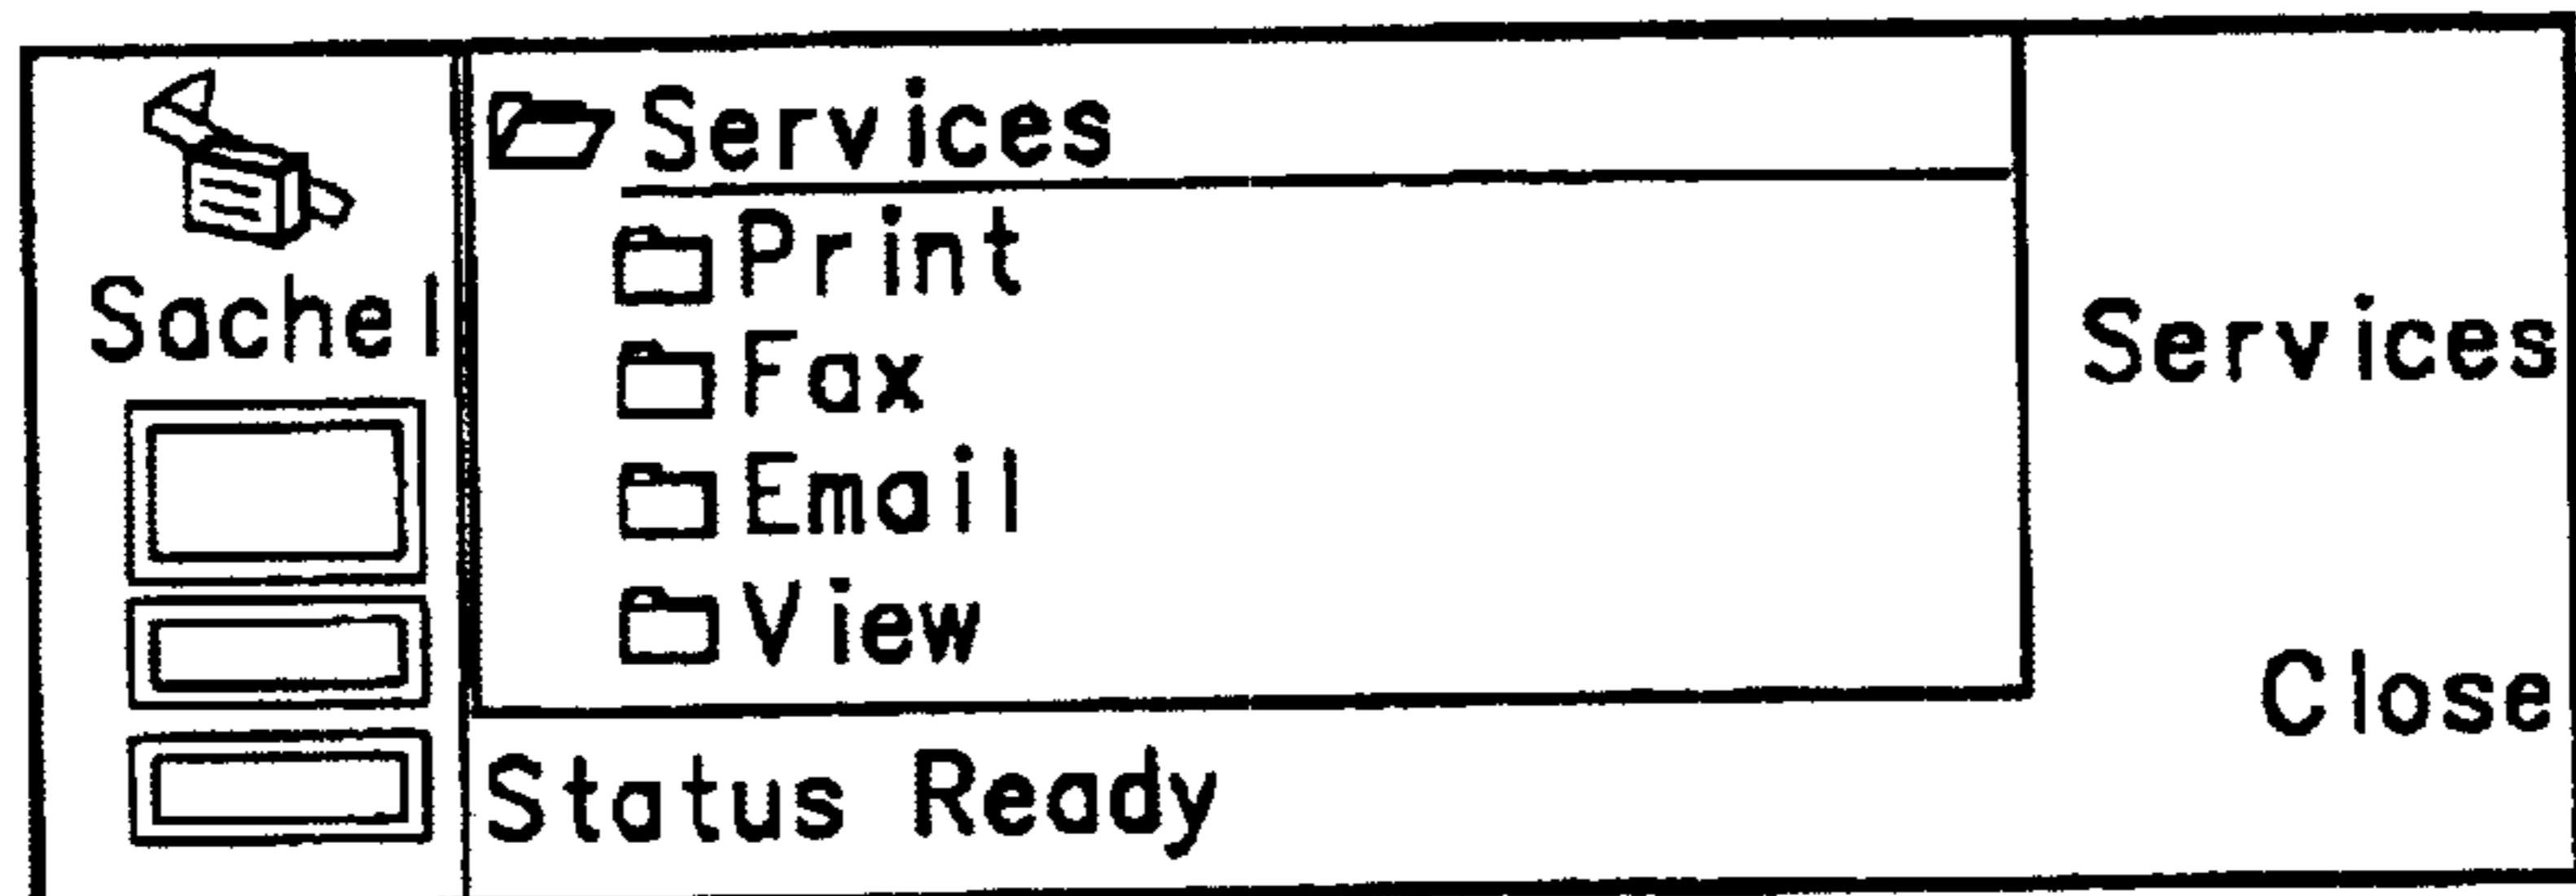 Sachel
Services
Print
Fax
Email
View
Status Ready
Services
Close